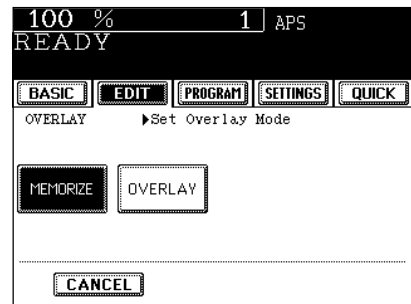 100 % 1 APS
READY
BASIC EDIT PROGRAM SETTINGS QUICK
OVERLAY ▶Set Overlay Mode
MEMORIZE OVERLAY
CANCEL